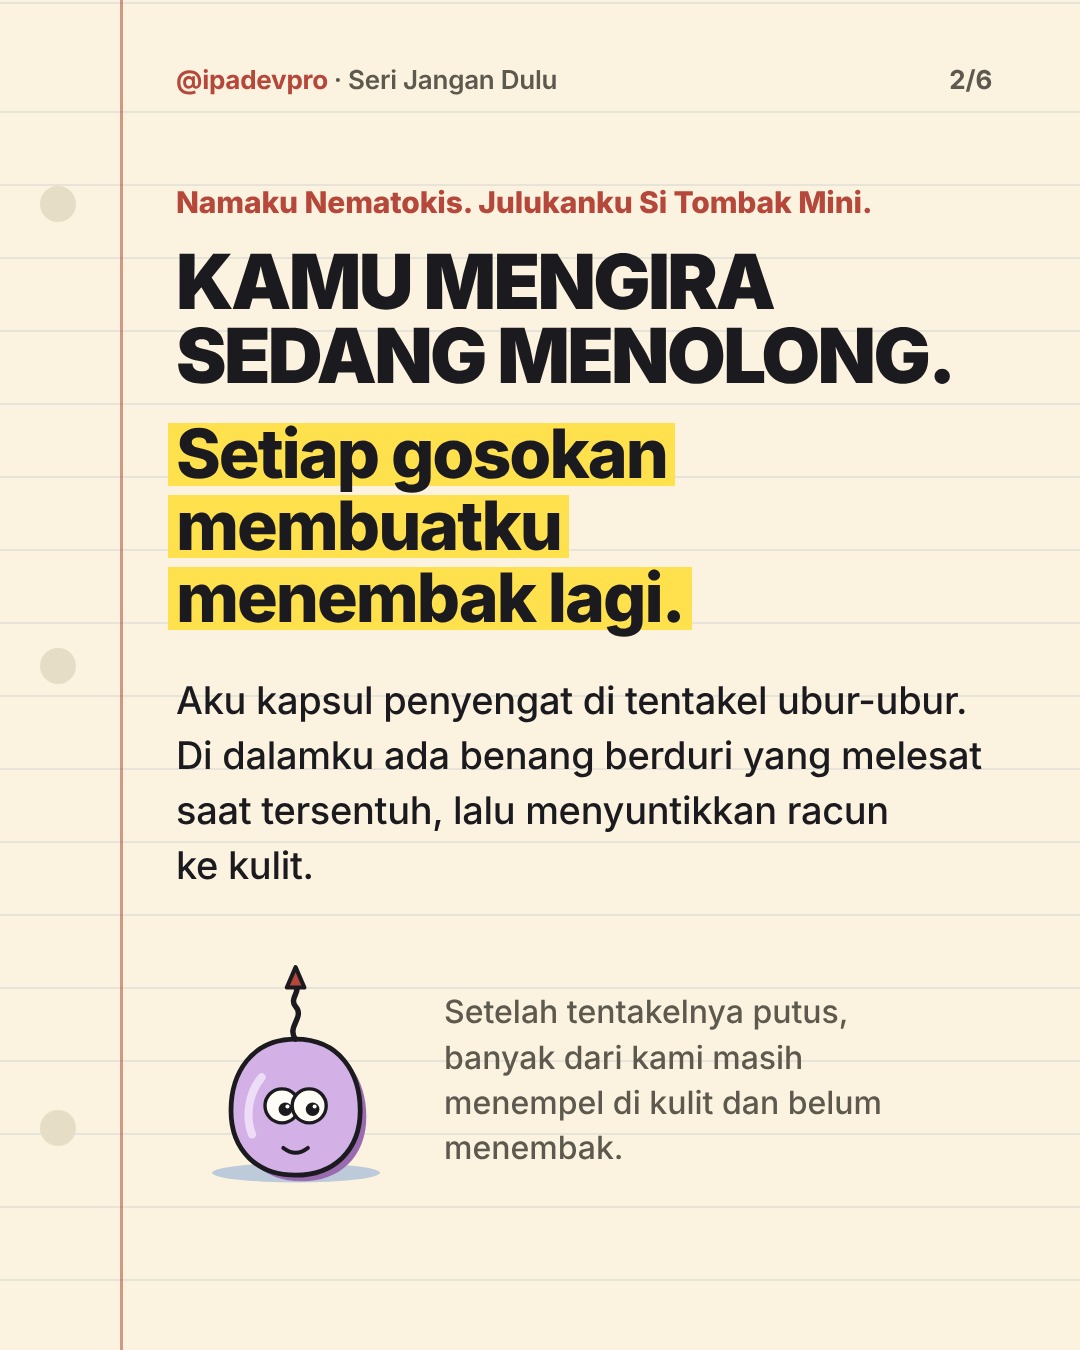 @ipadevpro · Seri Jangan Dulu
2/6
Namaku Nematokis. Julukanku Si Tombak Mini.
KAMU MENGIRA
SEDANG MENOLONG.
Setiap gosokan
membuatku
menembak lagi.
Aku kapsul penyengat di tentakel ubur-ubur.
Di dalamku ada benang berduri yang melesat
saat tersentuh, lalu menyuntikkan racun
ke kulit.
Setelah tentakelnya putus,
banyak dari kami masih
menempel di kulit dan belum
menembak.